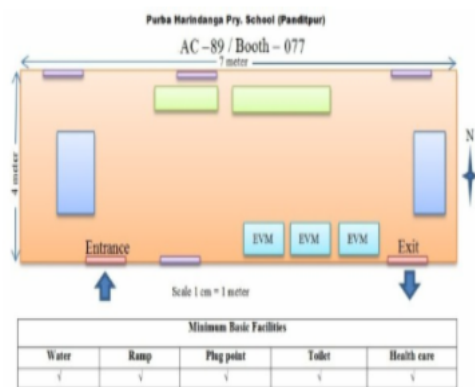 Purba Harindanga Pry. School (Panditpur)
AC –89 / Booth – 077
7 meter
4 meter
N
EVM EVM EVM
Entrance
Exit
Scale 1 cm = 1 meter
Minimum Basic Facilities
Water Ramp Plug point Toilet Health care
√ √ √ √ √